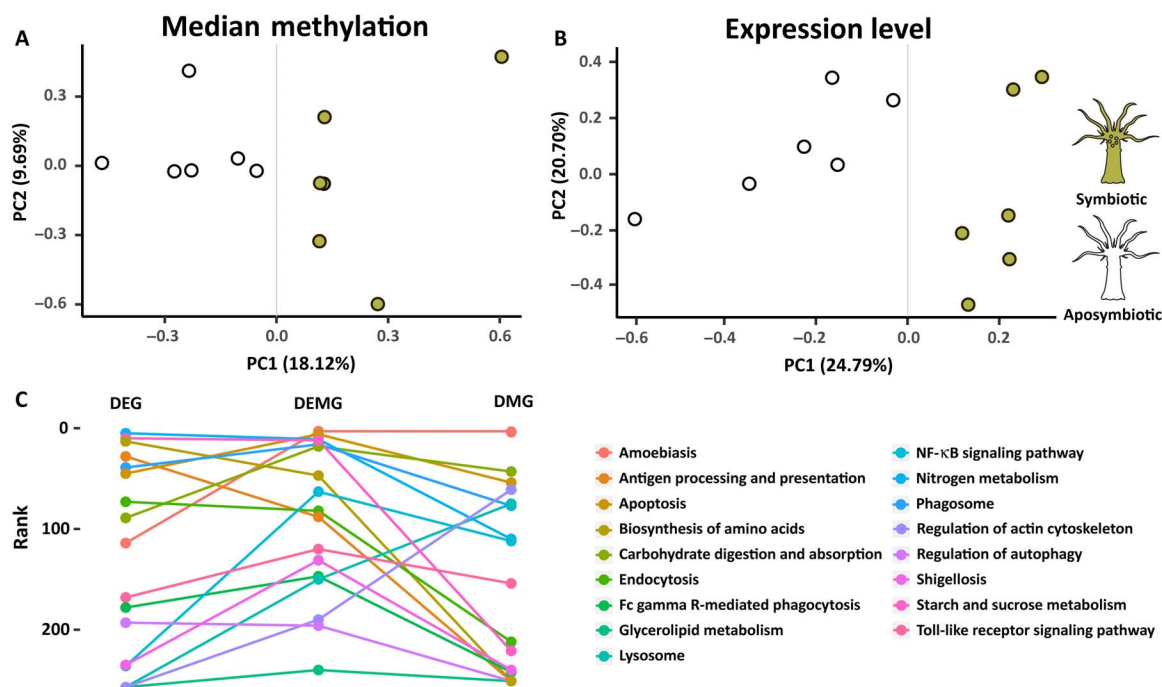 Median methylation
Expression level
A
B
PC2 (9.69%)
0.3
0.0
−0.3
−0.6
−0.3
0.0
0.3
0.6
PC1 (18.12%)
PC2 (20.70%)
0.4
0.2
0.0
−0.2
−0.4
−0.6
−0.4
−0.2
0.0
0.2
PC1 (24.79%)
Symbiotic
Aposymbiotic
C
DEG
DEMG
DMG
Rank
0
100
200
Amoebiasis
Antigen processing and presentation
Apoptosis
Biosynthesis of amino acids
Carbohydrate digestion and absorption
Endocytosis
Fc gamma R-mediated phagocytosis
Glycerolipid metabolism
Lysosome
NF-κB signaling pathway
Nitrogen metabolism
Phagosome
Regulation of actin cytoskeleton
Regulation of autophagy
Shigellosis
Starch and sucrose metabolism
Toll-like receptor signaling pathway